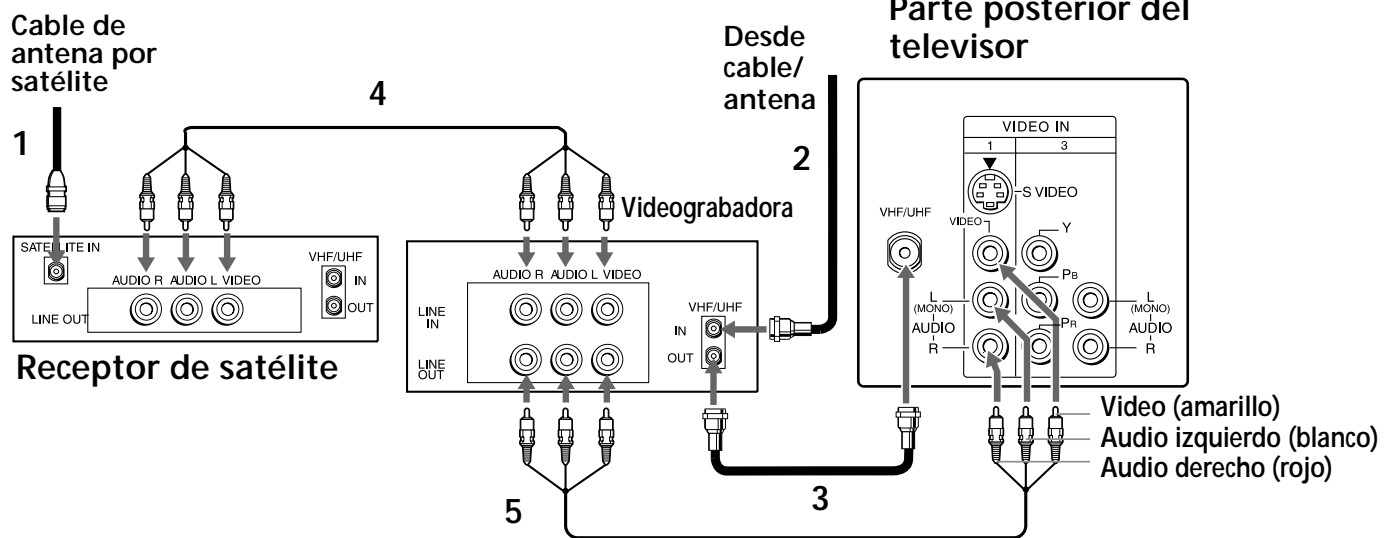 Cable de
antena por
satélite
1
4
Desde
cable/
antena
2
Parte posterior del
televisor
Videograbadora
SATELLITE IN
AUDIO R AUDIO L VIDEO
VHF/UHF
IN
OUT
LINE OUT
Receptor de satélite
AUDIO R AUDIO L VIDEO
LINE
IN
LINE
OUT
VHF/UHF
IN
OUT
VIDEO IN
1
3
S VIDEO
VHF/UHF
VIDEO
Y
PB
PR
L
(MONO)
AUDIO
R
L
(MONO)
AUDIO
R
Video (amarillo)
Audio izquierdo (blanco)
Audio derecho (rojo)
5
3